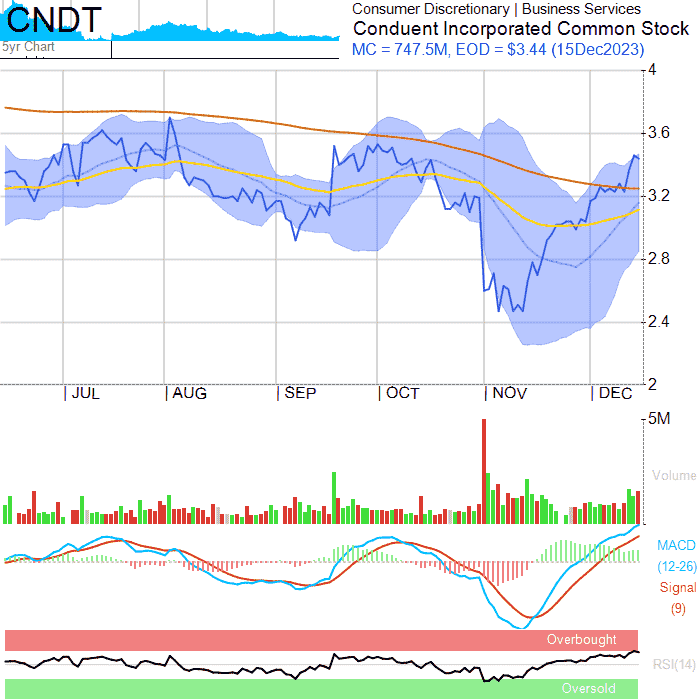 CNDT
5yr Chart
Consumer Discretionary | Business Services
Conduent Incorporated Common Stock
MC = 747.5M, EOD = $3.44 (15Dec2023)
4
3.6
3.2
2.8
2.4
2
JUL AUG SEP OCT NOV DEC
5M
Volume
MACD
(12-26)
Signal
(9)
Overbought
RSI(14)
Oversold